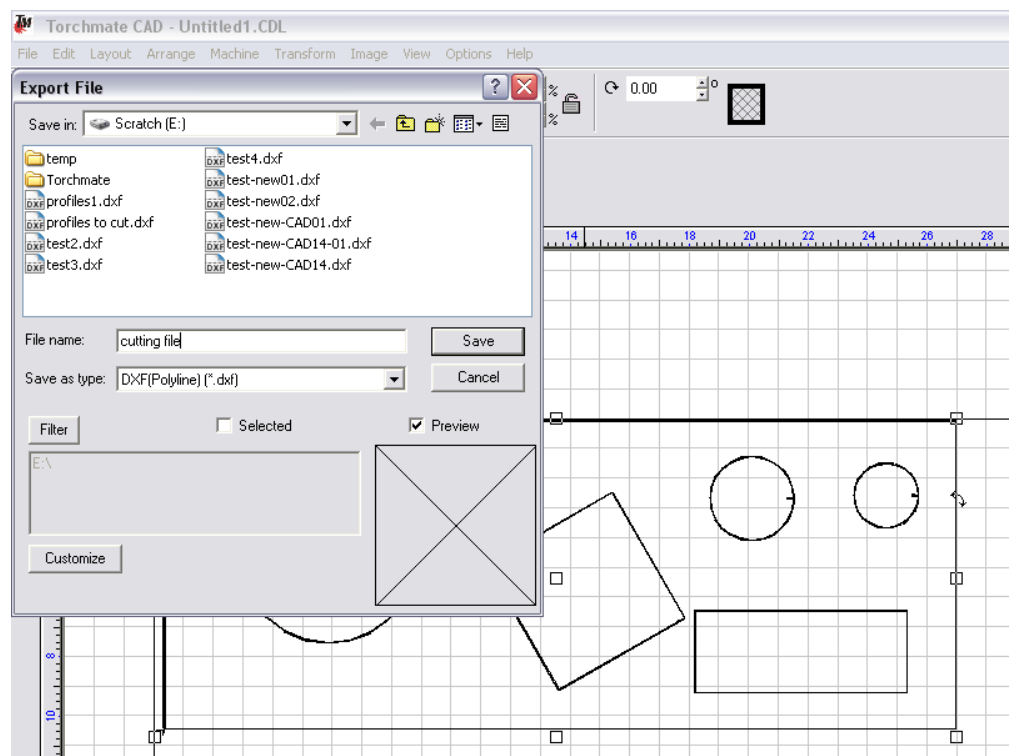 Torchmate CAD - Untitled1.CDL
File Edit Layout Arrange Machine Transform Image View Options Help
Export File
?
% 0.00 °
%
Save in: Scratch (E:)
temp
Torchmate
profiles1.dxf
profiles to cut.dxf
test2.dxf
test3.dxf
test4.dxf
test-new01.dxf
test-new02.dxf
test-new-CAD01.dxf
test-new-CAD14-01.dxf
test-new-CAD14.dxf
14 16 18 20 22 24 26 28
File name: cutting file Save
Save as type: DXF(Polyline) (*.dxf) Cancel
Filter Selected Preview
E:\
Customize
8
10